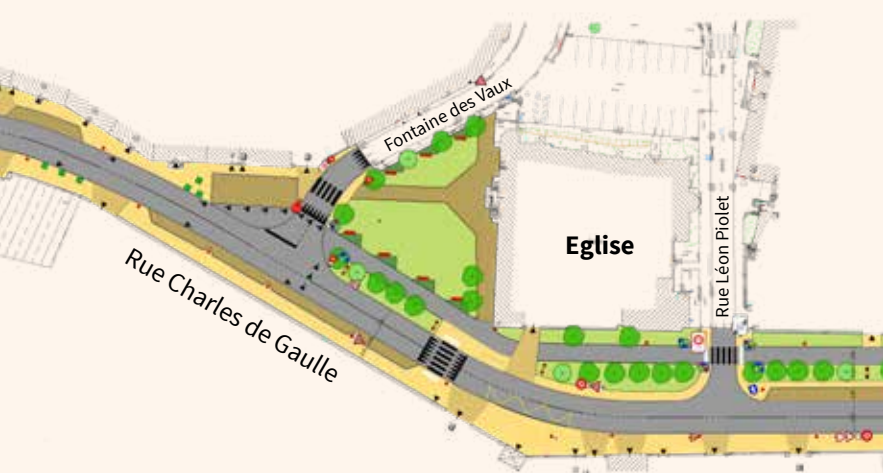 Fontaine des Vaux
Eglise
Rue Léon Piolet
Rue Charles de Gaulle